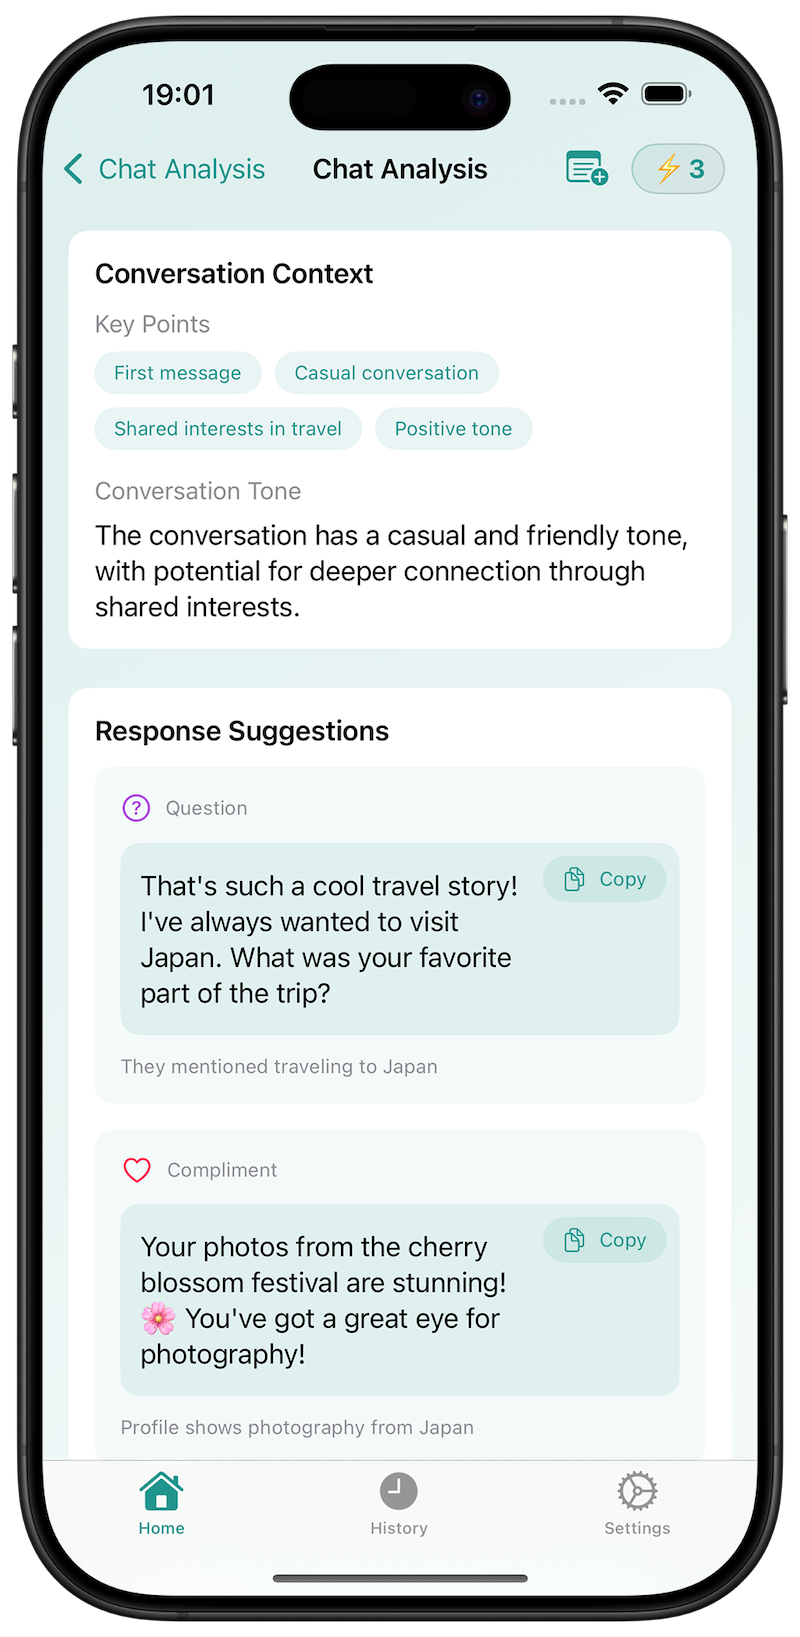 19:01
Chat Analysis
Chat Analysis
3
Conversation Context
Key Points
First message
Casual conversation
Shared interests in travel
Positive tone
Conversation Tone
The conversation has a casual and friendly tone,
with potential for deeper connection through
shared interests.
Response Suggestions
Question
That's such a cool travel story!
I've always wanted to visit
Japan. What was your favorite
part of the trip?
Copy
They mentioned traveling to Japan
Compliment
Your photos from the cherry
blossom festival are stunning!
🌸 You've got a great eye for
photography!
Copy
Profile shows photography from Japan
Home
History
Settings